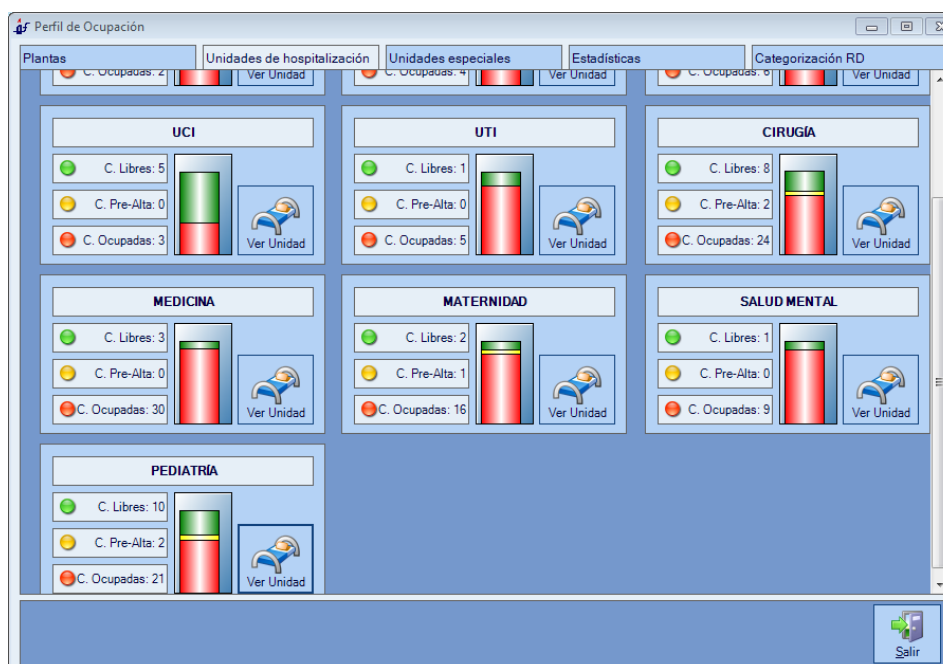 Perfil de Ocupación
Plantas Unidades de hospitalización Unidades especiales Estadísticas Categorización RD
C. Ocupadas: 2 Ver Unidad C. Ocupadas: 4 Ver Unidad C. Ocupadas: 6 Ver Unidad
UCI UTI CIRUGÍA
C. Libres: 5 C. Libres: 1 C. Libres: 8
C. Pre-Alta: 0 C. Pre-Alta: 0 C. Pre-Alta: 2
C. Ocupadas: 3 Ver Unidad C. Ocupadas: 5 Ver Unidad C. Ocupadas: 24 Ver Unidad
MEDICINA MATERNIDAD SALUD MENTAL
C. Libres: 3 C. Libres: 2 C. Libres: 1
C. Pre-Alta: 0 C. Pre-Alta: 1 C. Pre-Alta: 0
C. Ocupadas: 30 Ver Unidad C. Ocupadas: 16 Ver Unidad C. Ocupadas: 9 Ver Unidad
PEDIATRÍA
C. Libres: 10
C. Pre-Alta: 2
C. Ocupadas: 21 Ver Unidad
Salir